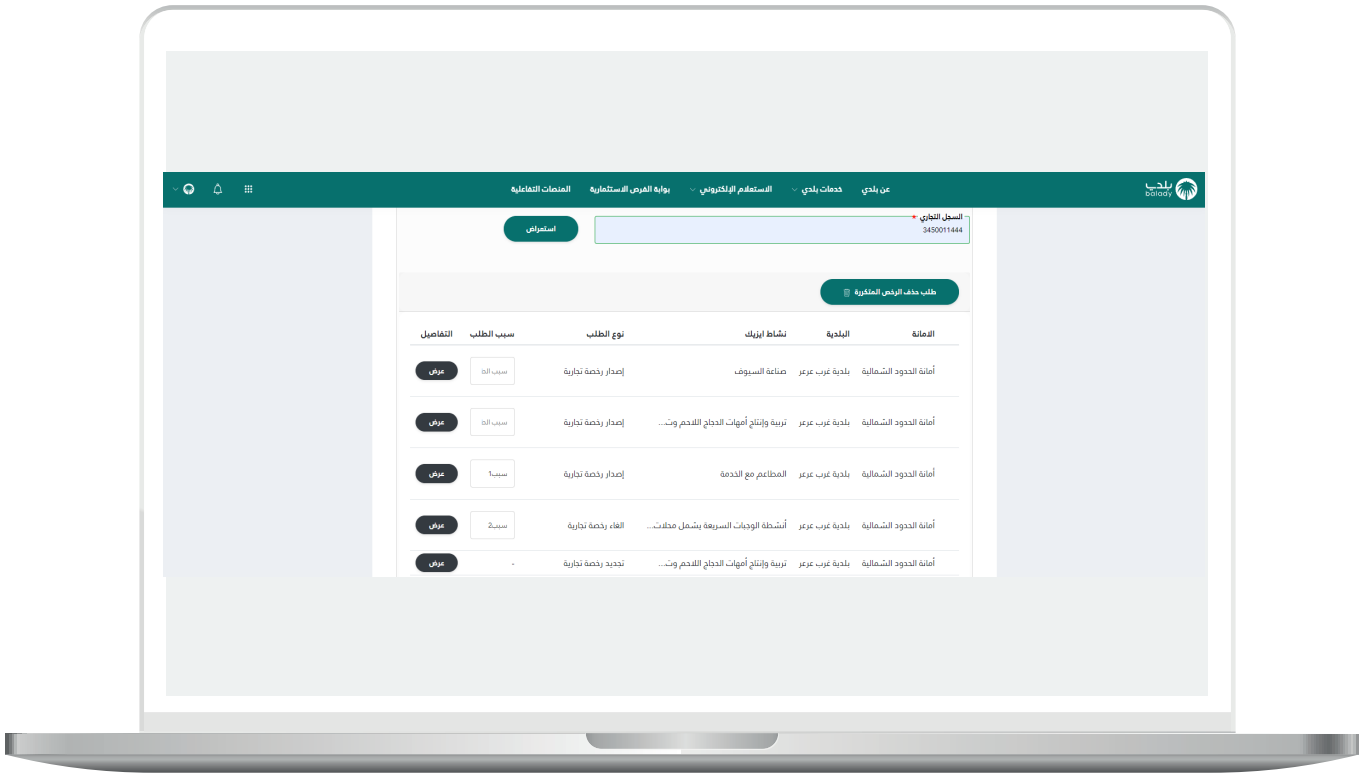 بلدي
balady
عن بلدي خدمات بلدي الاستعلام الإلكتروني بوابة الفرص الاستثمارية المنصات التفاعلية
السجل التجاري *
3450011444
استعراض
طلب حذف الرخص المتكررة
الامانة البلدية نشاط ايزيك نوع الطلب سبب الطلب التفاصيل
أمانة الحدود الشمالية بلدية غرب عرعر صناعة السيوف إصدار رخصة تجارية سبب الط عرض
أمانة الحدود الشمالية بلدية غرب عرعر تربية وإنتاج أمهات الدجاج اللاحم وت... إصدار رخصة تجارية سبب الط عرض
أمانة الحدود الشمالية بلدية غرب عرعر المطاعم مع الخدمة إصدار رخصة تجارية سبب1 عرض
أمانة الحدود الشمالية بلدية غرب عرعر أنشطة الوجبات السريعة يشمل محلات... الغاء رخصة تجارية سبب2 عرض
أمانة الحدود الشمالية بلدية غرب عرعر تربية وإنتاج أمهات الدجاج اللاحم وت... تجديد رخصة تجارية - عرض